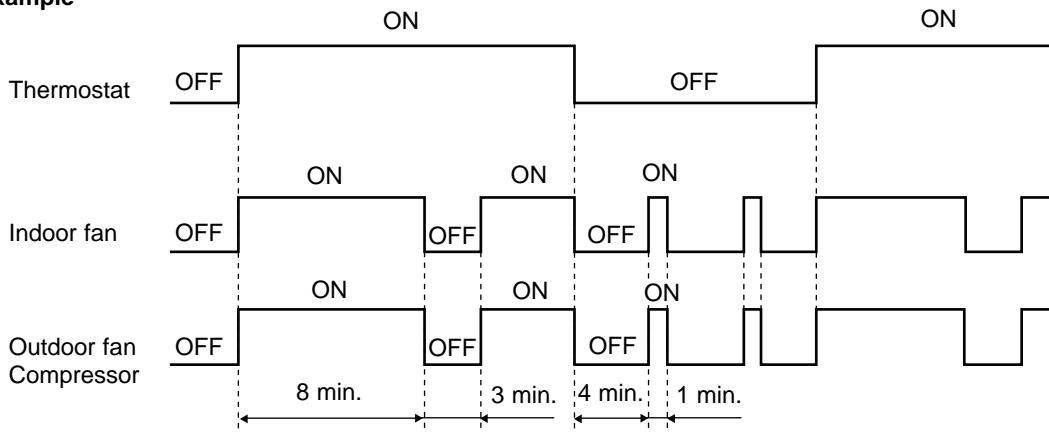 ON
ON
Thermostat
OFF
OFF
ON
ON
ON
Indoor fan
OFF
OFF
OFF
ON
ON
ON
Outdoor fan
Compressor
OFF
OFF
OFF
8 min.
3 min.
4 min.
1 min.